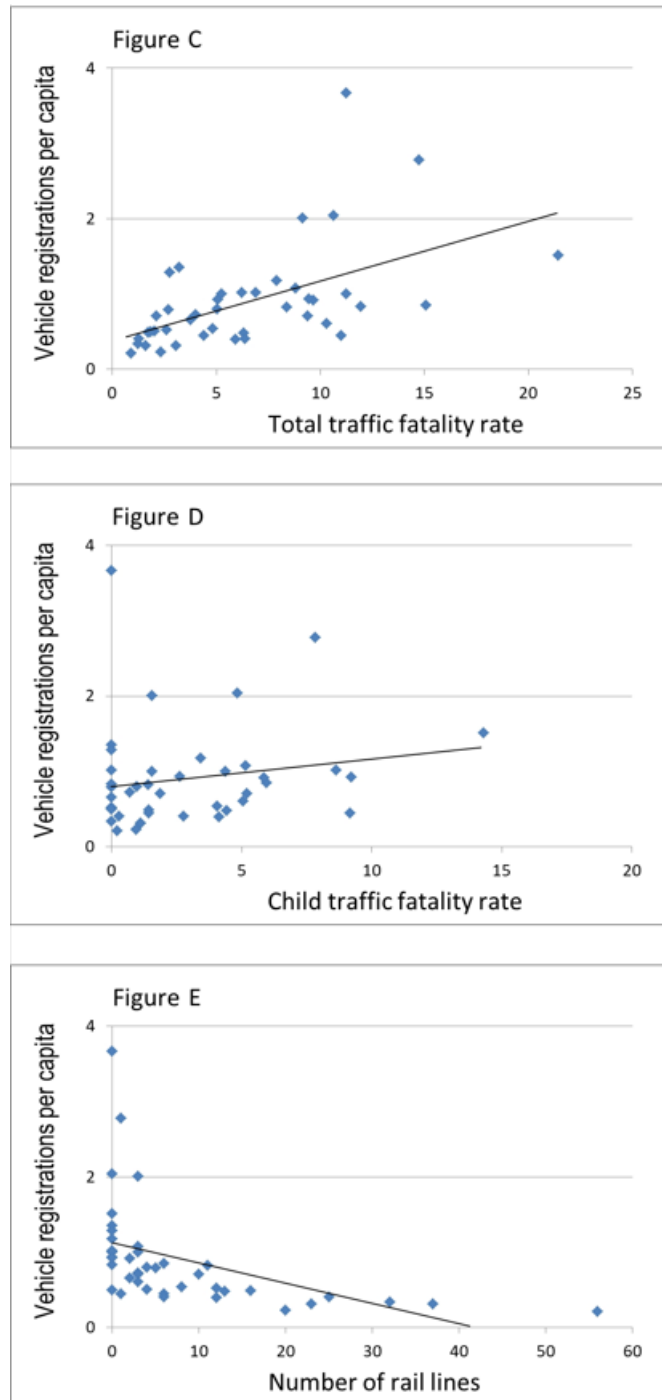 Figure C
Vehicle registrations per capita
4
2
0
0 5 10 15 20 25
Total traffic fatality rate
Figure D
Vehicle registrations per capita
4
2
0
0 5 10 15 20
Child traffic fatality rate
Figure E
Vehicle registrations per capita
4
2
0
0 10 20 30 40 50 60
Number of rail lines